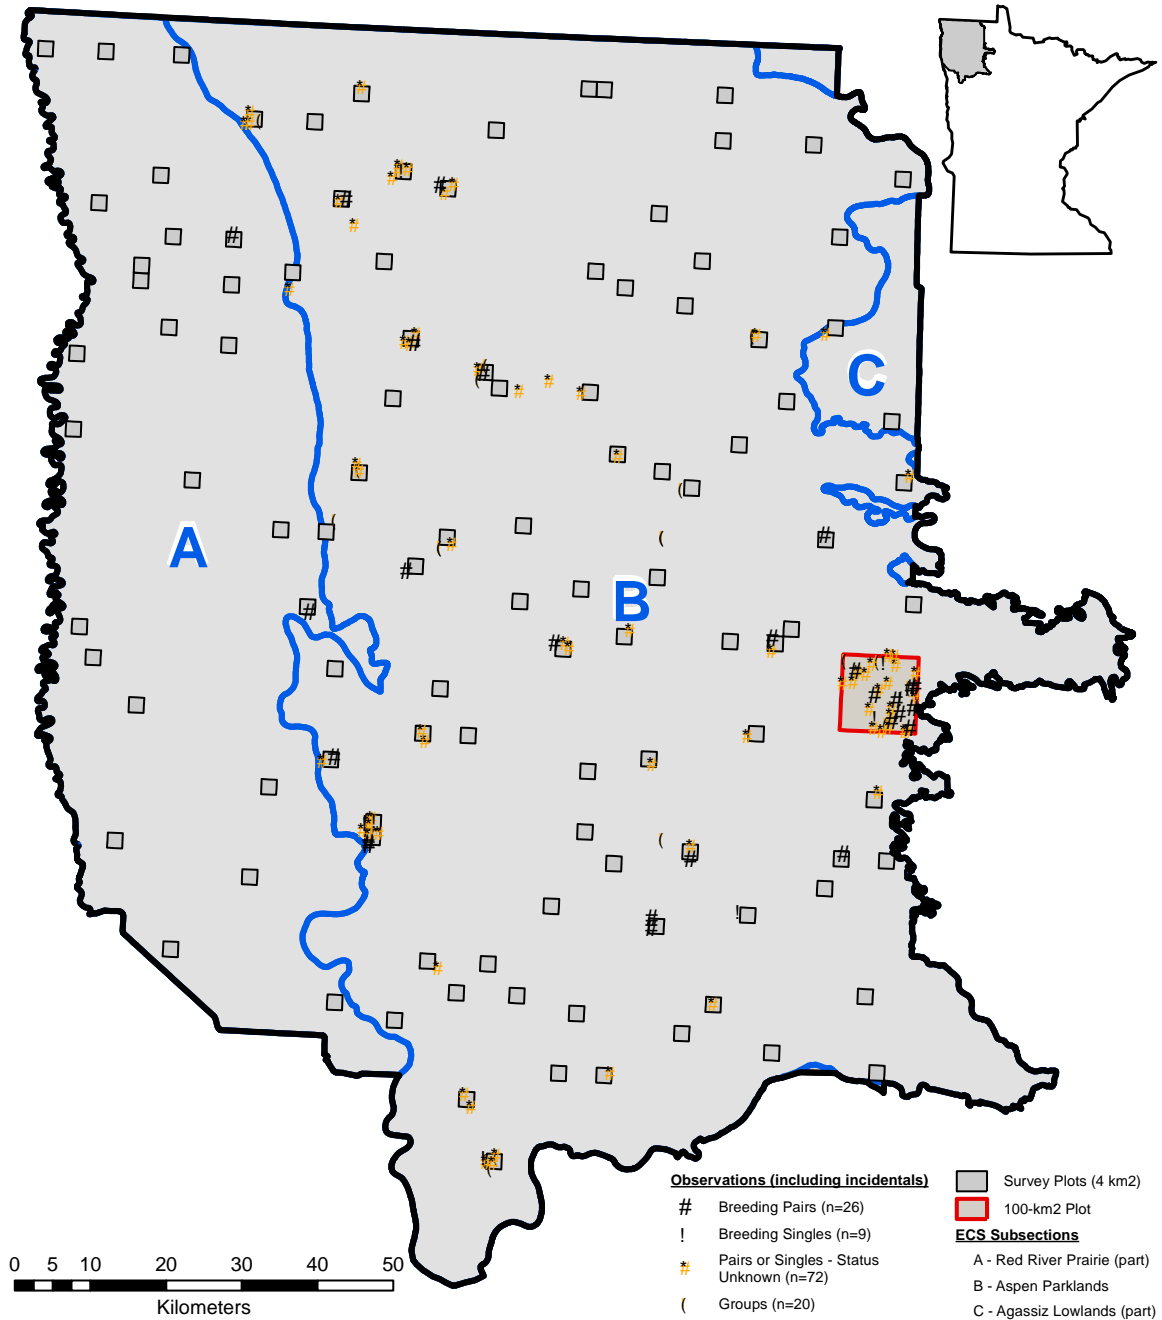 A
B
C
0 5 10 20 30 40 50
Kilometers
Observations (including incidentals)
# Breeding Pairs (n=26)
! Breeding Singles (n=9)
*# Pairs or Singles - Status
Unknown (n=72)
( Groups (n=20)
Survey Plots (4 km2)
100-km2 Plot
ECS Subsections
A - Red River Prairie (part)
B - Aspen Parklands
C - Agassiz Lowlands (part)